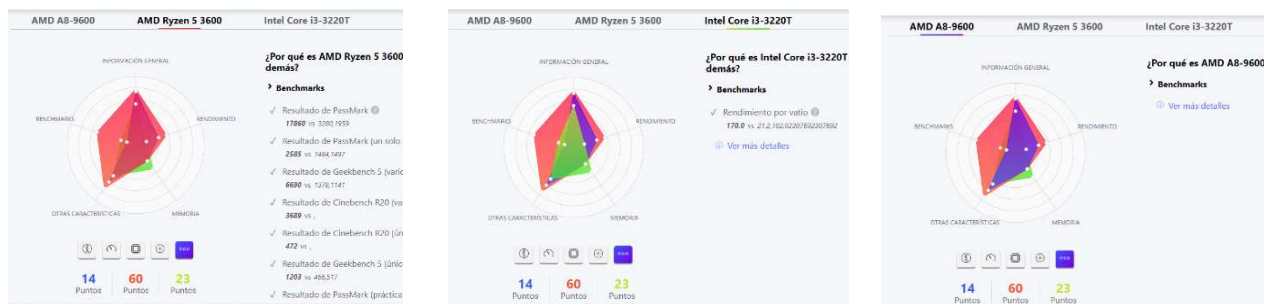 AMD A8-9600 AMD Ryzen 5 3600 Intel Core i3-3220T
INFORMACIÓN GENERAL
BENCHMARKS
RENDIMIENTO
OTRAS CARACTERÍSTICAS
MEMORIA
14 60 23
Puntos Puntos Puntos
¿Por qué es AMD Ryzen 5 3600
demás?
Benchmarks
Resultado de PassMark
17860 vs 3280,1959
Resultado de PassMark (un solo
2585 vs 1484,1497
Resultado de Geekbench 5 (vario
6690 vs 1378,1141
Resultado de Cinebench R20 (va
3689 vs ,
Resultado de Cinebench R20 (ún
472 vs ,
Resultado de Geekbench 5 (únic
1203 vs 466,517
Resultado de PassMark (práctica
AMD A8-9600 AMD Ryzen 5 3600 Intel Core i3-3220T
INFORMACIÓN GENERAL
BENCHMARKS
RENDIMIENTO
OTRAS CARACTERÍSTICAS
MEMORIA
14 60 23
Puntos Puntos Puntos
¿Por qué es Intel Core i3-3220T
demás?
Benchmarks
Rendimiento por vatio
170.0 vs 21.2,102.92307692307692
Ver más detalles
AMD A8-9600 AMD Ryzen 5 3600 Intel Core i3-3220T
INFORMACIÓN GENERAL
BENCHMARKS
RENDIMIENTO
OTRAS CARACTERÍSTICAS
MEMORIA
14 60 23
Puntos Puntos Puntos
¿Por qué es AMD A8-9600
Benchmarks
Ver más detalles